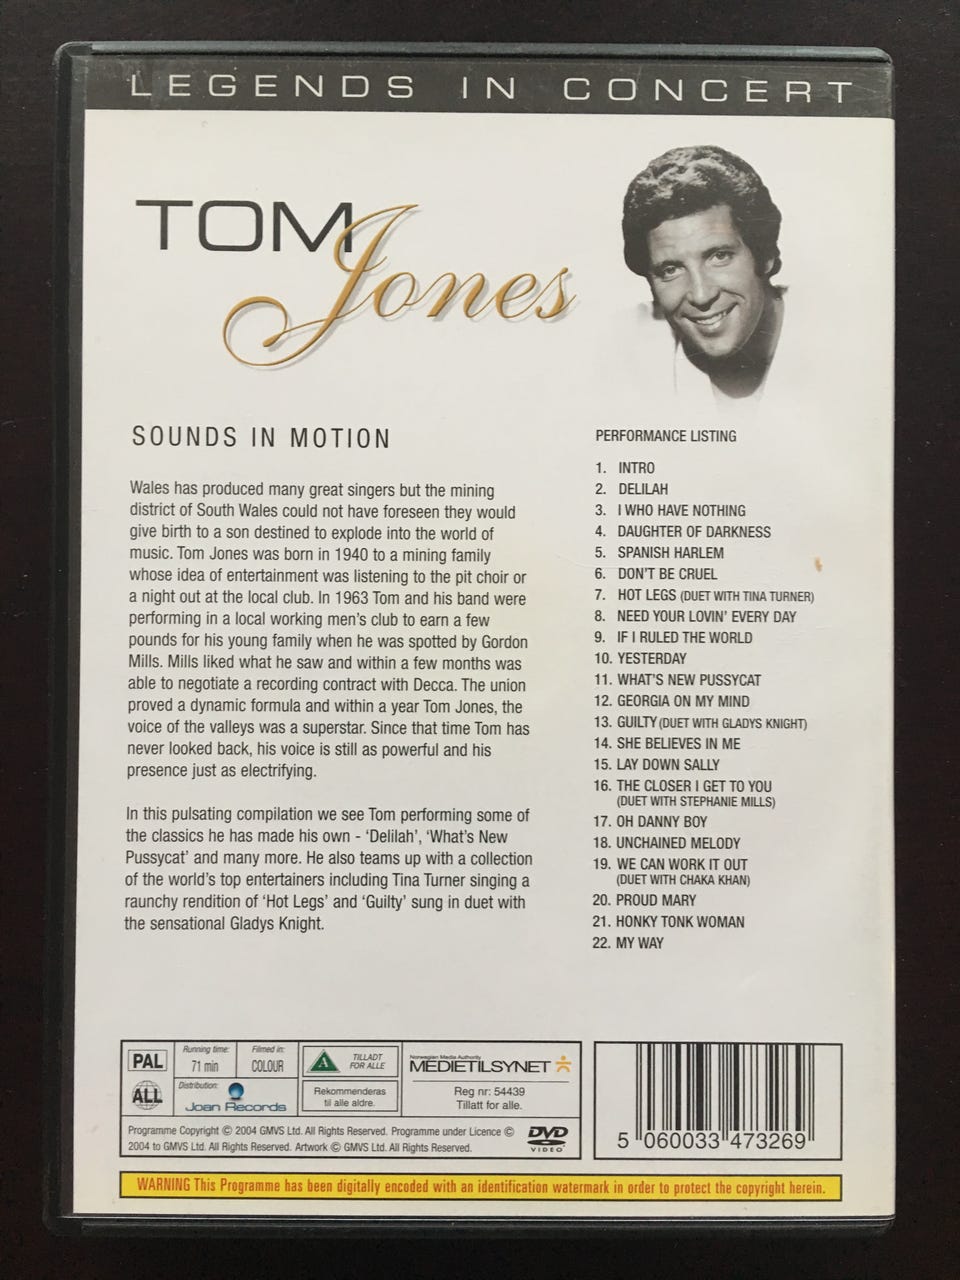 LEGENDS IN CONCERT
TOM
Jones
SOUNDS IN MOTION
Wales has produced many great singers but the mining
district of South Wales could not have foreseen they would
give birth to a son destined to explode into the world of
music. Tom Jones was born in 1940 to a mining family
whose idea of entertainment was listening to the pit choir or
a night out at the local club. In 1963 Tom and his band were
performing in a local working men's club to earn a few
pounds for his young family when he was spotted by Gordon
Mills. Mills liked what he saw and within a few months was
able to negotiate a recording contract with Decca. The union
proved a dynamic formula and within a year Tom Jones, the
voice of the valleys was a superstar. Since that time Tom has
never looked back, his voice is still as powerful and his
presence just as electrifying.
In this pulsating compilation we see Tom performing some of
the classics he has made his own - 'Delilah', 'What's New
Pussycat' and many more. He also teams up with a collection
of the world's top entertainers including Tina Turner singing a
raunchy rendition of 'Hot Legs' and 'Guilty' sung in duet with
the sensational Gladys Knight.
PERFORMANCE LISTING
1. INTRO
2. DELILAH
3. I WHO HAVE NOTHING
4. DAUGHTER OF DARKNESS
5. SPANISH HARLEM
6. DON'T BE CRUEL
7. HOT LEGS (DUET WITH TINA TURNER)
8. NEED YOUR LOVIN' EVERY DAY
9. IF I RULED THE WORLD
10. YESTERDAY
11. WHAT'S NEW PUSSYCAT
12. GEORGIA ON MY MIND
13. GUILTY (DUET WITH GLADYS KNIGHT)
14. SHE BELIEVES IN ME
15. LAY DOWN SALLY
16. THE CLOSER I GET TO YOU
(DUET WITH STEPHANIE MILLS)
17. OH DANNY BOY
18. UNCHAINED MELODY
19. WE CAN WORK IT OUT
(DUET WITH CHAKA KHAN)
20. PROUD MARY
21. HONKY TONK WOMAN
22. MY WAY
PAL
Running time:
71 min
Filmed in:
COLOUR
ALL
Distribution:
Joan Records
A
TILLADT
FOR ALLE
Rekommenderas
til alle aldre.
Norwegian Media Authority
MEDIETILSYNET
Reg nr: 54439
Tillatt for alle.
Programme Copyright © 2004 GMVS Ltd. All Rights Reserved. Programme under Licence ©
2004 to GMVS Ltd. All Rights Reserved. Artwork © GMVS Ltd. All Rights Reserved.
DVD
VIDEO
5 060033 473269
WARNING This Programme has been digitally encoded with an identification watermark in order to protect the copyright herein.